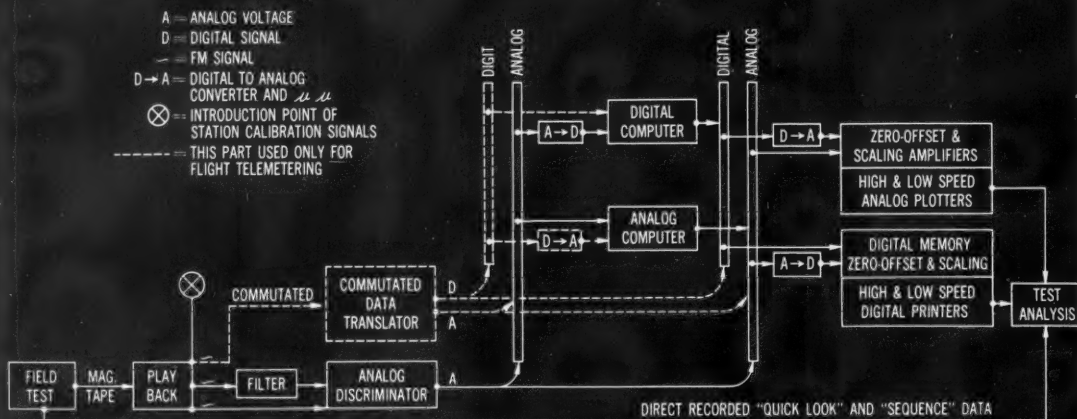 A = ANALOG VOLTAGE
D = DIGITAL SIGNAL
~ = FM SIGNAL
D→A = DIGITAL TO ANALOG
CONVERTER AND μ μ
⊗ = INTRODUCTION POINT OF
STATION CALIBRATION SIGNALS
------- = THIS PART USED ONLY FOR
FLIGHT TELEMETERING
DIGIT
ANALOG
DIGITAL
ANALOG
A→D
DIGITAL
COMPUTER
D→A
ZERO-OFFSET &
SCALING AMPLIFIERS
HIGH & LOW SPEED
ANALOG PLOTTERS
D→A
ANALOG
COMPUTER
A→D
DIGITAL MEMORY
ZERO-OFFSET & SCALING
HIGH & LOW SPEED
DIGITAL PRINTERS
TEST
ANALYSIS
COMMUTATED
COMMUTATED
DATA
TRANSLATOR
D
A
FIELD
TEST
MAG.
TAPE
PLAY
BACK
FILTER
ANALOG
DISCRIMINATOR
A
DIRECT RECORDED "QUICK LOOK" AND "SEQUENCE" DATA